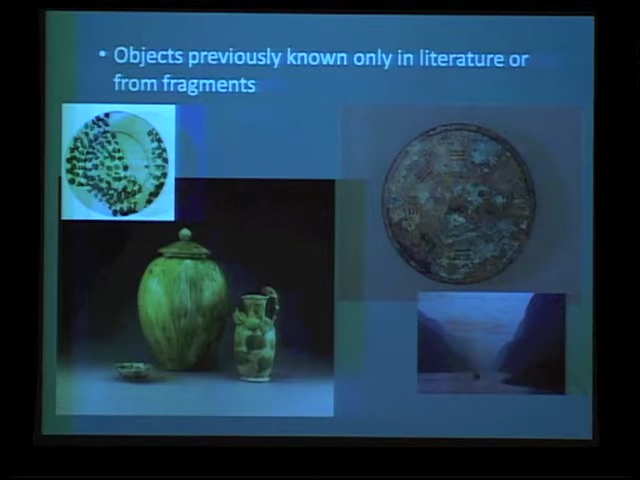 • Objects previously known only in literature or
from fragments